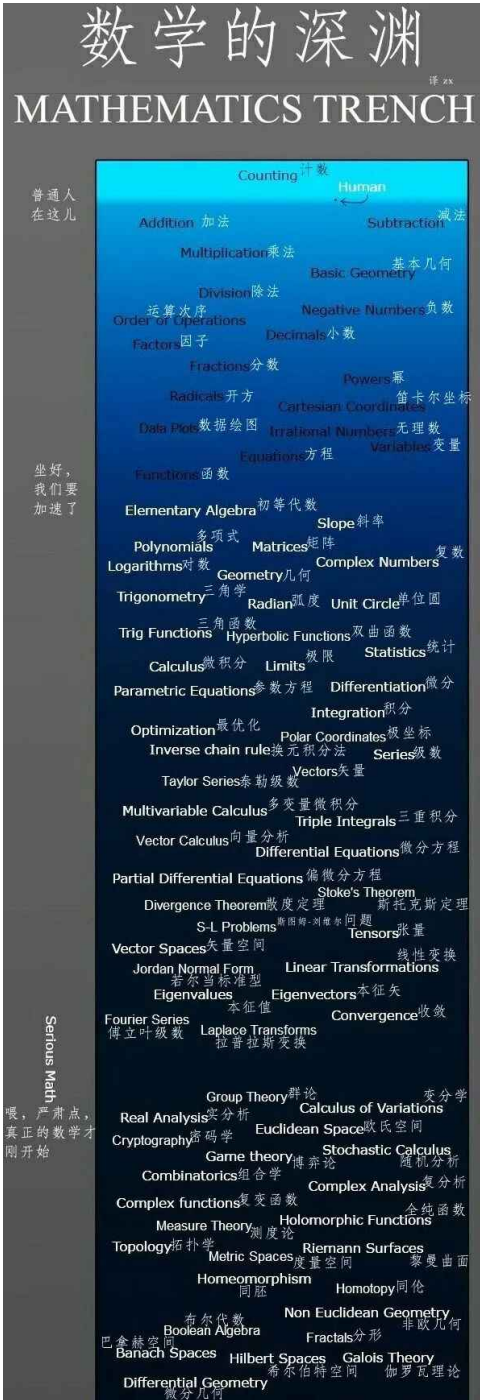 数学的深渊
译 zx
MATHEMATICS TRENCH
Counting 计数
普通人
在这儿
Human
Addition 加法
Subtraction 减法
Multiplication 乘法
Basic Geometry 基本几何
Division 除法
Order of Operations 运算次序
Negative Numbers 负数
Factors 因子
Decimals 小数
Fractions 分数
Powers 幂
Radicals 开方
Cartesian Coordinates 笛卡尔坐标
Data Plots 数据绘图
Irrational Numbers 无理数
Variables 变量
Equations 方程
坐好，
我们要
加速了
Functions 函数
Elementary Algebra 初等代数
Slope 斜率
Polynomials 多项式
Matrices 矩阵
Complex Numbers 复数
Logarithms 对数
Geometry 几何
Trigonometry 三角学
Radian 弧度
Unit Circle 单位圆
Trig Functions 三角函数
Hyperbolic Functions 双曲函数
Statistics 统计
Calculus 微积分
Limits 极限
Parametric Equations 参数方程
Differentiation 微分
Integration 积分
Optimization 最优化
Polar Coordinates 极坐标
Inverse chain rule 换元积分法
Series 级数
Vectors 矢量
Taylor Series 泰勒级数
Multivariable Calculus 多变量微积分
Triple Integrals 三重积分
Vector Calculus 向量分析
Differential Equations 微分方程
Partial Differential Equations 偏微分方程
Stoke's Theorem
斯托克斯定理
Divergence Theorem 散度定理
S-L Problems 斯图姆-刘维尔问题
Tensors 张量
Vector Spaces 矢量空间
Linear Transformations 线性变换
Jordan Normal Form
若尔当标准型
Eigenvalues
本征值
Eigenvectors 本征矢
Fourier Series
傅立叶级数
Convergence 收敛
Laplace Transforms
拉普拉斯变换
Serious Math
喂，严肃点，
真正的数学才
刚开始
Group Theory 群论
Calculus of Variations 变分学
Real Analysis 实分析
Euclidean Space 欧氏空间
Cryptography 密码学
Game theory 博弈论
Stochastic Calculus
随机分析
Combinatorics 组合学
Complex Analysis 复分析
Complex functions 复变函数
Holomorphic Functions 全纯函数
Measure Theory 测度论
Topology 拓扑学
Metric Spaces 度量空间
Riemann Surfaces
黎曼曲面
Homeomorphism
同胚
Homotopy 同伦
Non Euclidean Geometry
非欧几何
Boolean Algebra 布尔代数
Fractals 分形
Banach Spaces 巴拿赫空间
Hilbert Spaces
希尔伯特空间
Galois Theory
伽罗瓦理论
Differential Geometry
微分几何